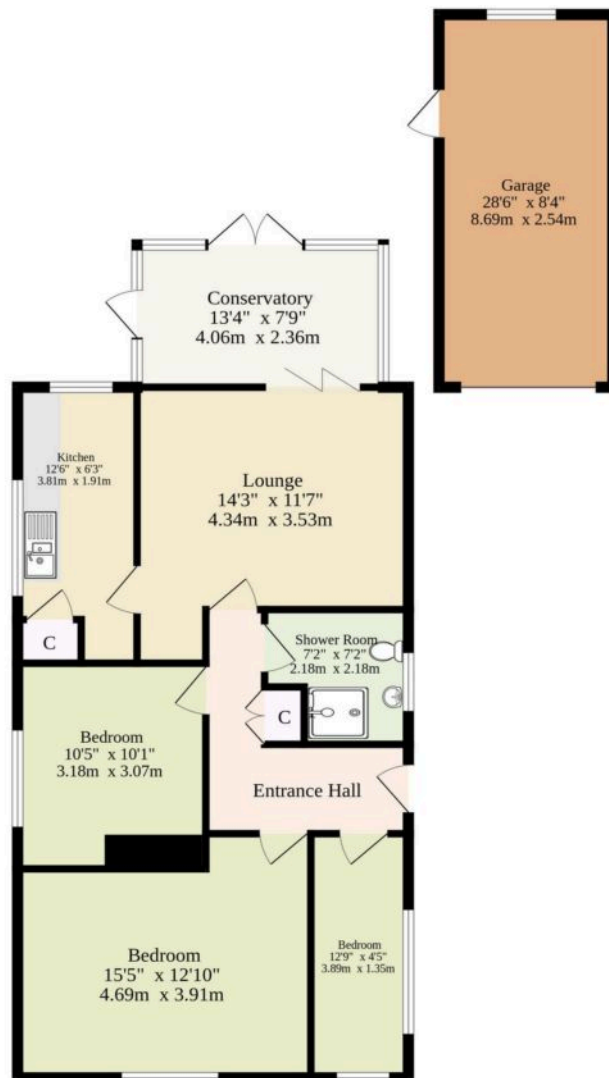 Garage
28'6" x 8'4"
8.69m x 2.54m
Conservatory
13'4" x 7'9"
4.06m x 2.36m
Kitchen
12'6" x 6'3"
3.81m x 1.91m
Lounge
14'3" x 11'7"
4.34m x 3.53m
C
Shower Room
7'2" x 7'2"
2.18m x 2.18m
C
Bedroom
10'5" x 10'1"
3.18m x 3.07m
Entrance Hall
Bedroom
15'5" x 12'10"
4.69m x 3.91m
Bedroom
12'9" x 4'5"
3.89m x 1.35m